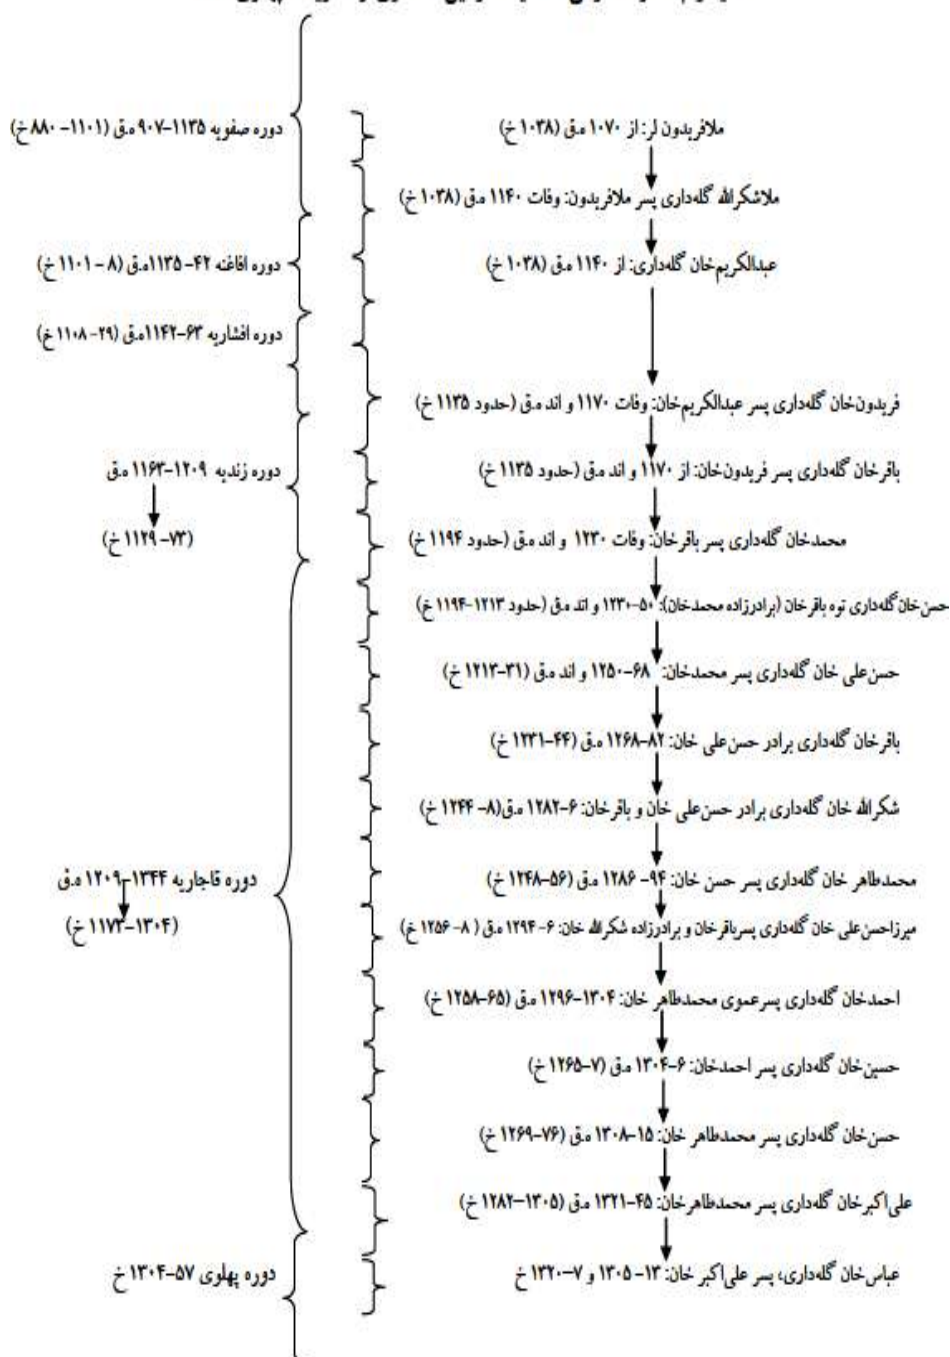 ملافریدون لر: از ۱۰۷۰ ه.ق (۱۰۳۸ خ)
دوره صفویه ۱۱۳۵-۹۰۷ ه.ق (۱۱۰۱- ۸۸۰ خ)
ملاشکرالله گله‌داری پسر ملافریدون: وفات ۱۱۴۰ ه.ق (۱۰۳۸ خ)
عبدالکریم‌خان گله‌داری: از ۱۱۴۰ ه.ق (۱۰۳۸ خ)
دوره افاغنه ۴۲-۱۱۳۵ه.ق (۸ - ۱۱۰۱ خ)
دوره افشاریه ۶۳-۱۱۴۲ه.ق (۲۹- ۱۱۰۸ خ)
فریدون‌خان گله‌داری پسر عبدالکریم‌خان: وفات ۱۱۷۰ و اند ه.ق (حدود ۱۱۳۵ خ)
باقرخان گله‌داری پسر فریدون‌خان: از ۱۱۷۰ و اند ه.ق (حدود ۱۱۳۵ خ)
دوره زندیه ۱۲۰۹-۱۱۶۳ ه.ق
(۷۳- ۱۱۲۹ خ)
محمدخان گله‌داری پسر باقرخان: وفات ۱۲۳۰ و اند ه.ق (حدود ۱۱۹۴ خ)
حسن‌خان گله‌داری نوه باقرخان (برادرزاده محمدخان): ۵۰-۱۲۳۰ و اند ه.ق (حدود ۱۲۱۳-۱۱۹۴ خ)
حسن‌علی خان گله‌داری پسر محمدخان: ۶۸-۱۲۵۰ و اند ه.ق (۳۱-۱۲۱۳ خ)
باقرخان گله‌داری برادر حسن‌علی خان: ۸۲-۱۲۶۸ ه.ق (۴۴-۱۲۳۱ خ)
شکرالله خان گله‌داری برادر حسن‌علی خان و باقرخان: ۶-۱۲۸۲ ه.ق(۸- ۱۲۴۴ خ)
محمدطاهر خان گله‌داری پسر حسن خان: ۹۴- ۱۲۸۶ ه.ق (۵۶-۱۲۴۸ خ)
دوره قاجاریه ۱۳۴۴-۱۲۰۹ ه.ق
(۱۳۰۴-۱۱۷۳ خ)
میرزاحسن‌علی خان گله‌داری پسرباقرخان و برادرزاده شکرالله خان: ۶-۱۲۹۴ ه.ق ( ۸- ۱۲۵۶ خ)
احمدخان گله‌داری پسرعموی محمدطاهر خان: ۱۳۰۴-۱۲۹۶ ه.ق (۶۵-۱۲۵۸ خ)
حسین‌خان گله‌داری پسر احمدخان: ۶-۱۳۰۴ ه.ق (۷-۱۲۶۵ خ)
حسن‌خان گله‌داری پسر محمدطاهر خان: ۱۵-۱۳۰۸ ه.ق (۷۶-۱۲۶۹ خ)
علی‌اکبرخان گله‌داری پسر محمدطاهرخان: ۴۵-۱۳۲۱ ه.ق (۱۳۰۵-۱۲۸۲ خ)
عباس‌خان گله‌داری، پسر علی‌اکبر خان: ۱۳- ۱۳۰۵ و ۷-۱۳۲۰ خ
دوره پهلوی ۵۷-۱۳۰۴ خ